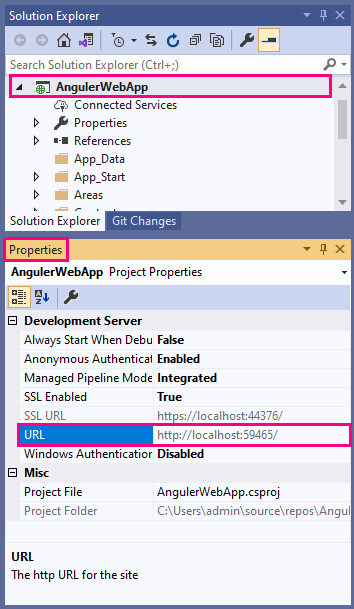 Solution Explorer
Search Solution Explorer (Ctrl+;)
AngulerWebApp
Connected Services
Properties
References
App_Data
App_Start
Areas
Solution Explorer Git Changes
Properties
AngulerWebApp Project Properties
Development Server
Always Start When Debu False
Anonymous Authenticat Enabled
Managed Pipeline Mode Integrated
SSL Enabled True
SSL URL https://localhost:44376/
URL http://localhost:59465/
Windows Authentication Disabled
Misc
Project File AngulerWebApp.csproj
Project Folder C:\Users\admin\source\repos\Angul
URL
The http URL for the site